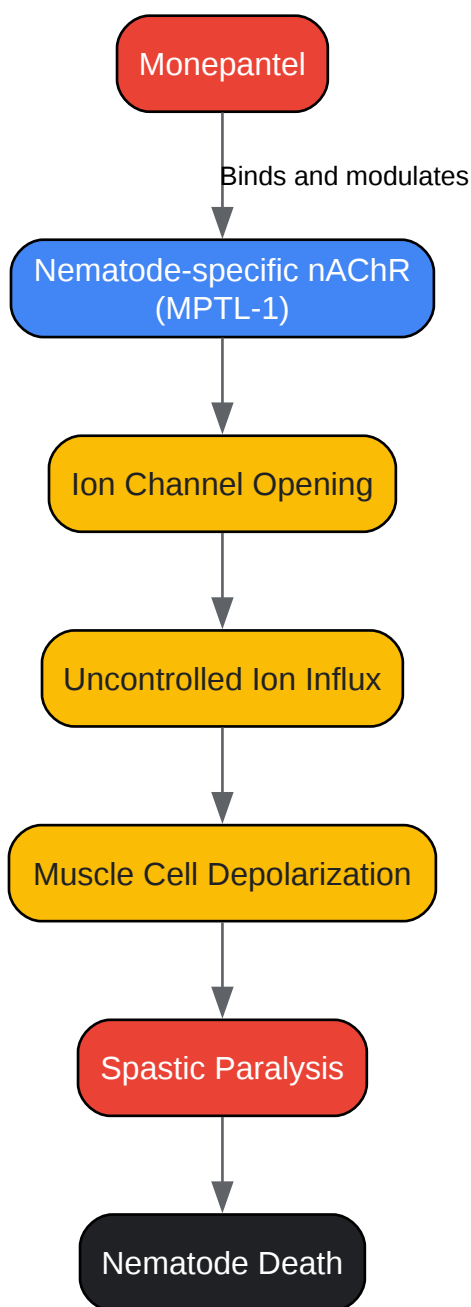 Monepantel
Binds and modulates
Nematode-specific nAChR
(MPTL-1)
Ion Channel Opening
Uncontrolled Ion Influx
Muscle Cell Depolarization
Spastic Paralysis
Nematode Death